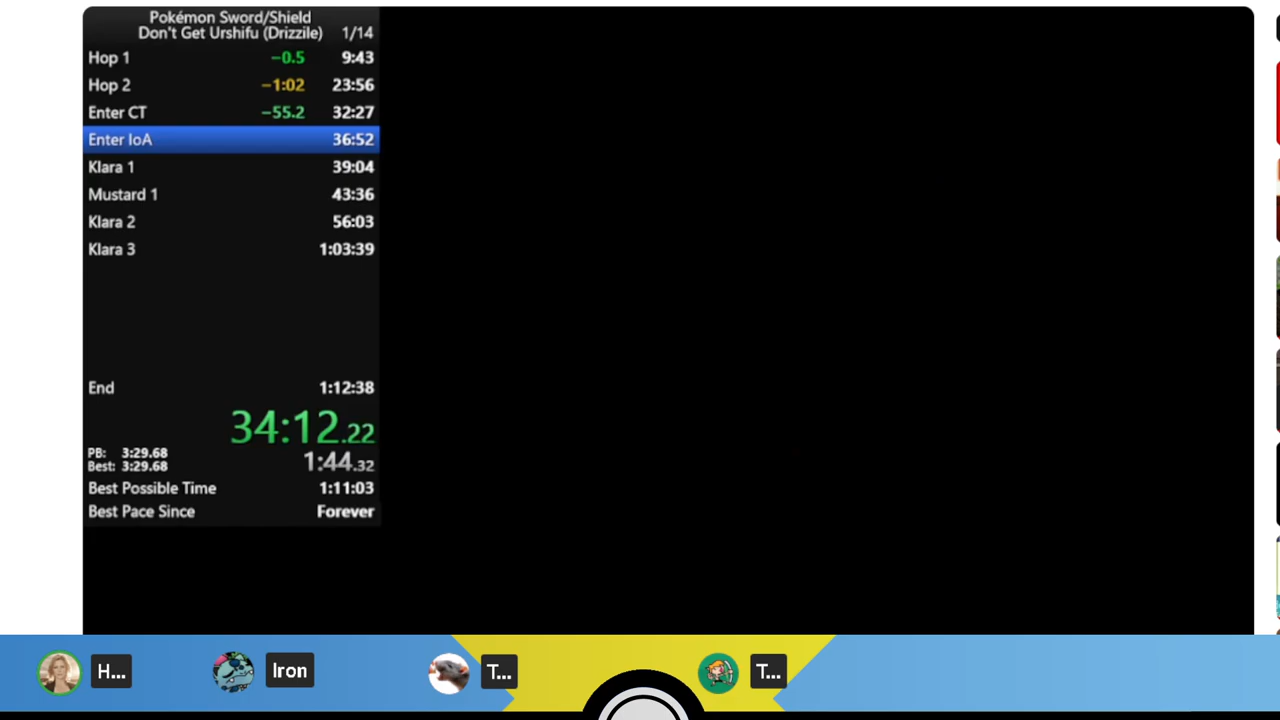 Pokémon Sword/Shield
Don't Get Urshifu (Drizzile) 1/14
Hop 1 −0.5 9:43
Hop 2 −1:02 23:56
Enter CT −55.2 32:27
Enter IoA 36:52
Klara 1 39:04
Mustard 1 43:36
Klara 2 56:03
Klara 3 1:03:39
End 1:12:38
34:12.22
PB: 3:29.68
Best: 3:29.68 1:44.32
Best Possible Time 1:11:03
Best Pace Since Forever
H... Iron T... T...